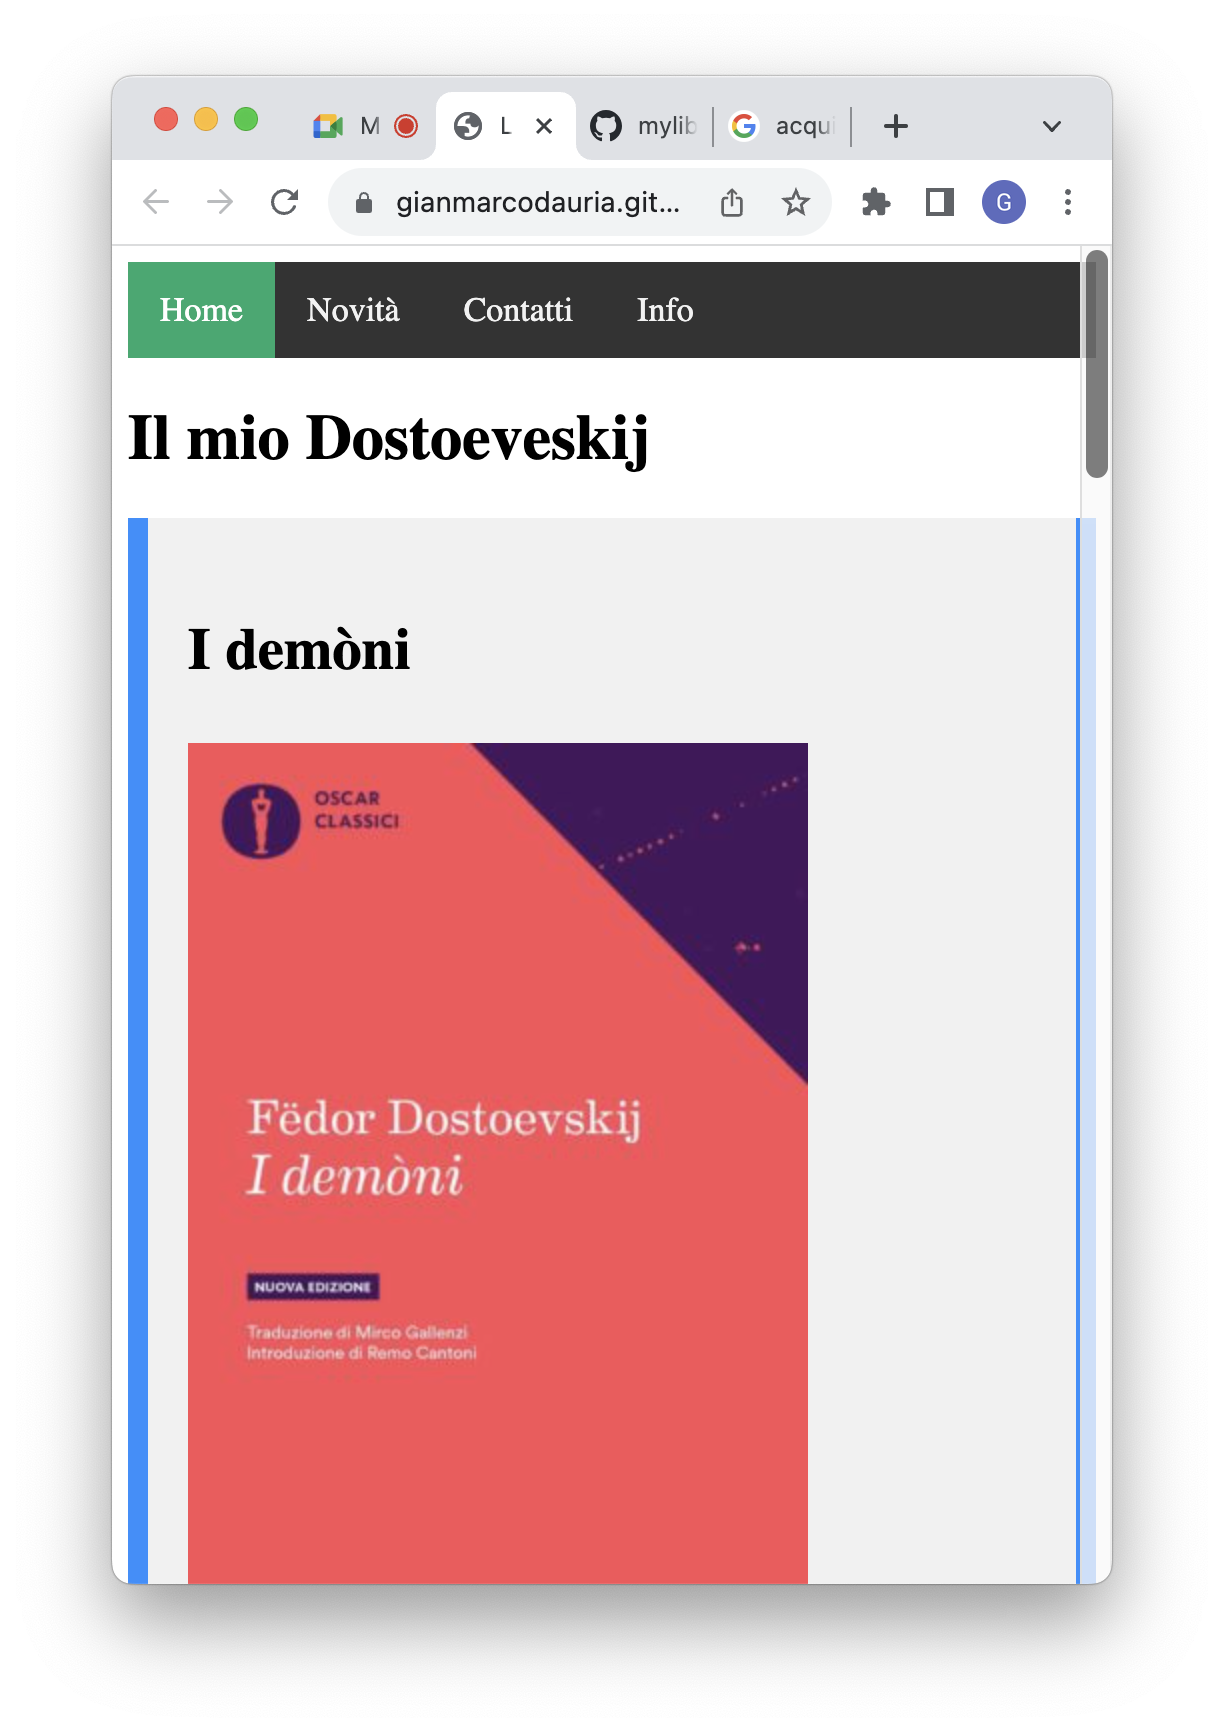 M L mylib acqui
gianmarcodauria.git...
G
Home Novità Contatti Info
Il mio Dostoeveskij
I demòni
OSCAR
CLASSICI
Fëdor Dostoevskij
I demòni
NUOVA EDIZIONE
Traduzione di Mirco Gallenzi
Introduzione di Remo Cantoni